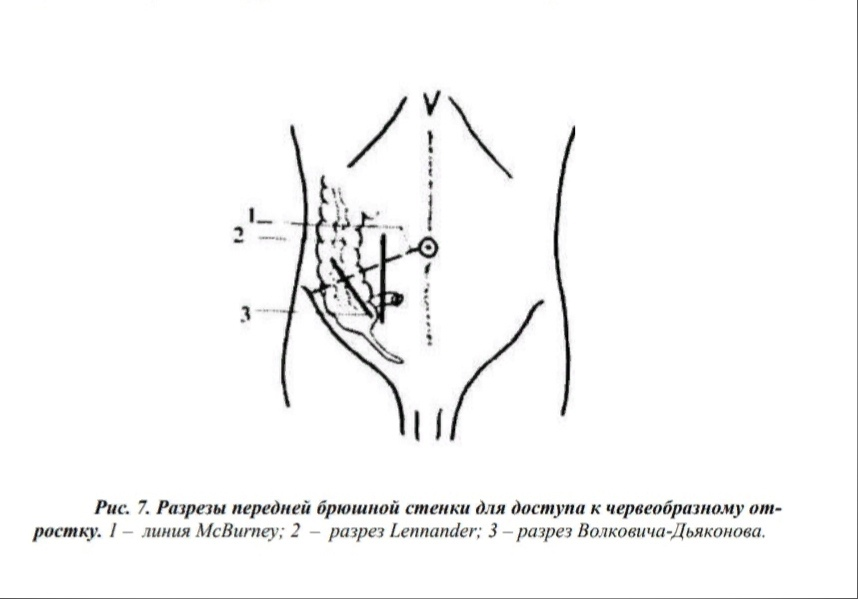 1
2
3
Рис. 7. Разрезы передней брюшной стенки для доступа к червеобразному от-
ростку. 1 – линия McBurney; 2 – разрез Lennander; 3 – разрез Волковича-Дьяконова.